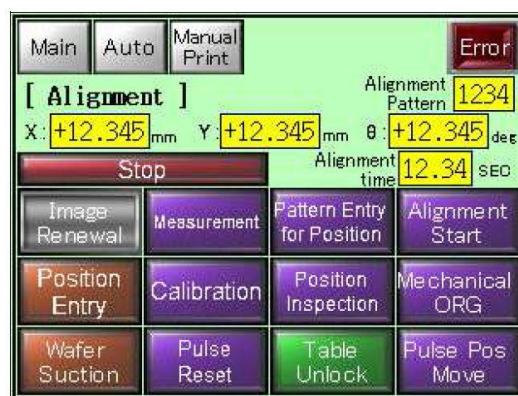 Main Auto Manual Print Error
[ Alignment ] Alignment Pattern 1234
X: +12.345 mm Y: +12.345 mm θ: +12.345 deg
Stop Alignment time 12.34 SEC
Image Renewal Measurement Pattern Entry for Position Alignment Start
Position Entry Calibration Position Inspection Mechanical ORG
Wafer Suction Pulse Reset Table Unlock Pulse Pos Move